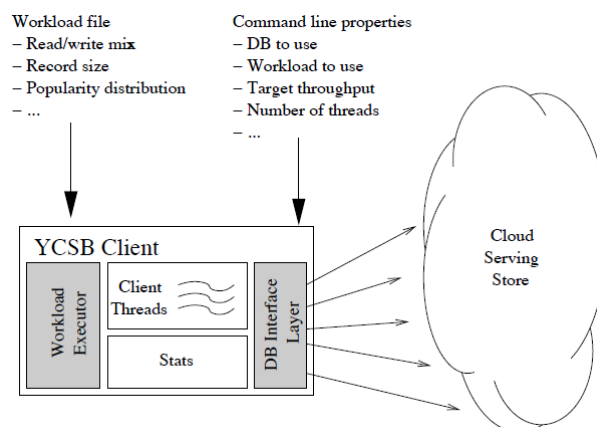 Workload file
– Read/write mix
– Record size
– Popularity distribution
– ...
Command line properties
– DB to use
– Workload to use
– Target throughput
– Number of threads
– ...
YCSB Client
Workload
Executor
Client
Threads
Stats
DB Interface
Layer
Cloud
Serving
Store